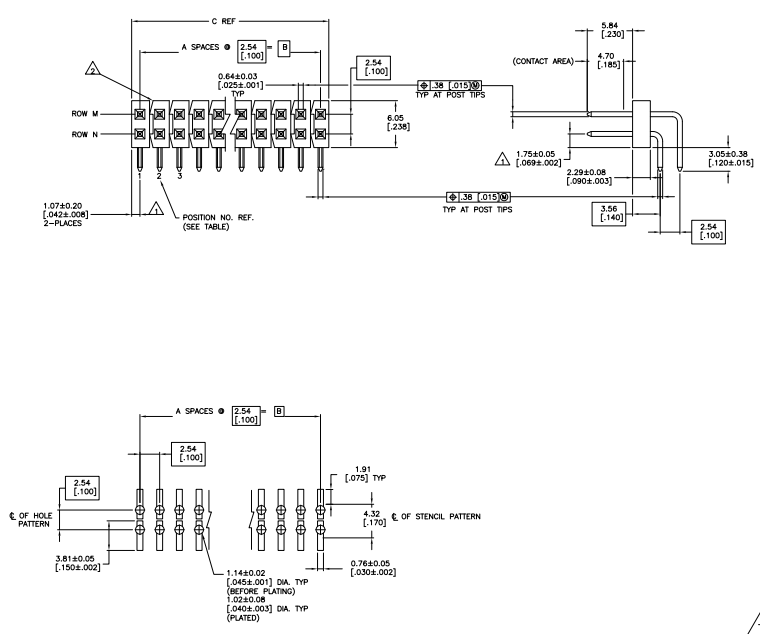 C REF
5.84
[.230]
A SPACES @ 2.54 = B
[.100]
2.54
[.100]
(CONTACT AREA)
4.70
[.185]
2
0.64±0.03
[.025±.001]
TYP
⌖ .38 [.015]Ⓜ
TYP AT POST TIPS
ROW M
ROW N
6.05
[.238]
1 1.75±0.05
[.069±.002]
3.05±0.38
[.120±.015]
2.29±0.08
[.090±.003]
1 2 3
1.07±0.20
[.042±.008]
2-PLACES
1
POSITION NO. REF.
(SEE TABLE)
⌖ .38 [.015]Ⓜ
TYP AT POST TIPS
3.56
[.140]
2.54
[.100]
A SPACES @ 2.54 = B
[.100]
2.54
[.100]
1.91
[.075] TYP
2.54
[.100]
℄ OF HOLE
PATTERN
4.32
[.170]
℄ OF STENCIL PATTERN
3.81±0.05
[.150±.002]
0.76±0.05
[.030±.002]
1.14±0.02
[.045±.001] DIA. TYP
(BEFORE PLATING)
1.02±0.08
[.040±.003] DIA. TYP
(PLATED)